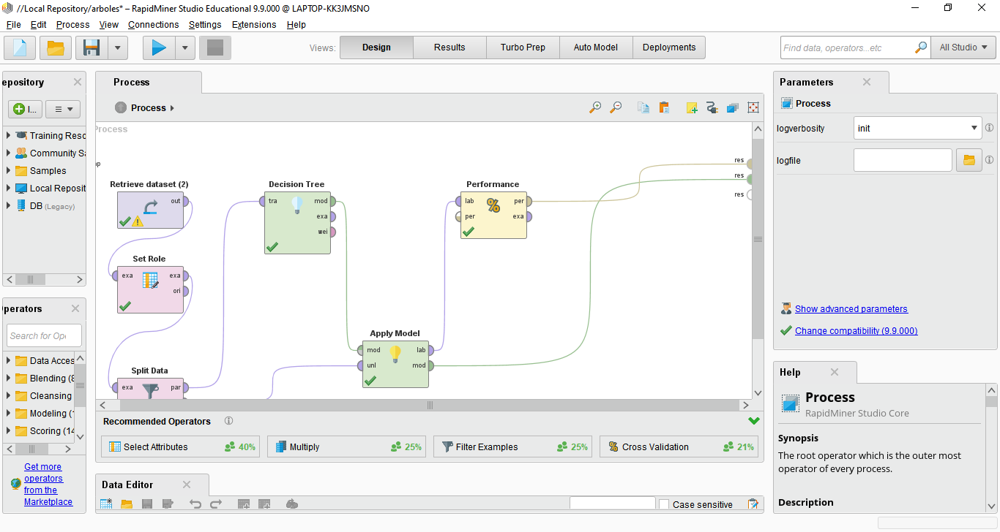 //Local Repository/arboles* – RapidMiner Studio Educational 9.9.000 @ LAPTOP-KK3JMSNO
File Edit Process View Connections Settings Extensions Help
Views: Design Results Turbo Prep Auto Model Deployments
Find data, operators...etc
All Studio
epository
I...
Training Reso
Community Sa
Samples
Local Reposit
DB (Legacy)
perators
Search for Ope
Data Acces
Blending (8
Cleansing
Modeling (
Scoring (14
Get more
operators
from the
Marketplace
Process
Process
Process
Retrieve dataset (2)
out
Set Role
exa exa
ori
Split Data
exa par
Decision Tree
tra mod
exa
wei
Apply Model
mod lab
unl mod
Performance
lab per
per exa
res
res
res
Recommended Operators
Select Attributes 40%
Multiply 25%
Filter Examples 25%
Cross Validation 21%
Data Editor
Case sensitive
Parameters
Process
logverbosity init
logfile
Show advanced parameters
Change compatibility (9.9.000)
Help
Process
RapidMiner Studio Core
Synopsis
The root operator which is the outer most
operator of every process.
Description